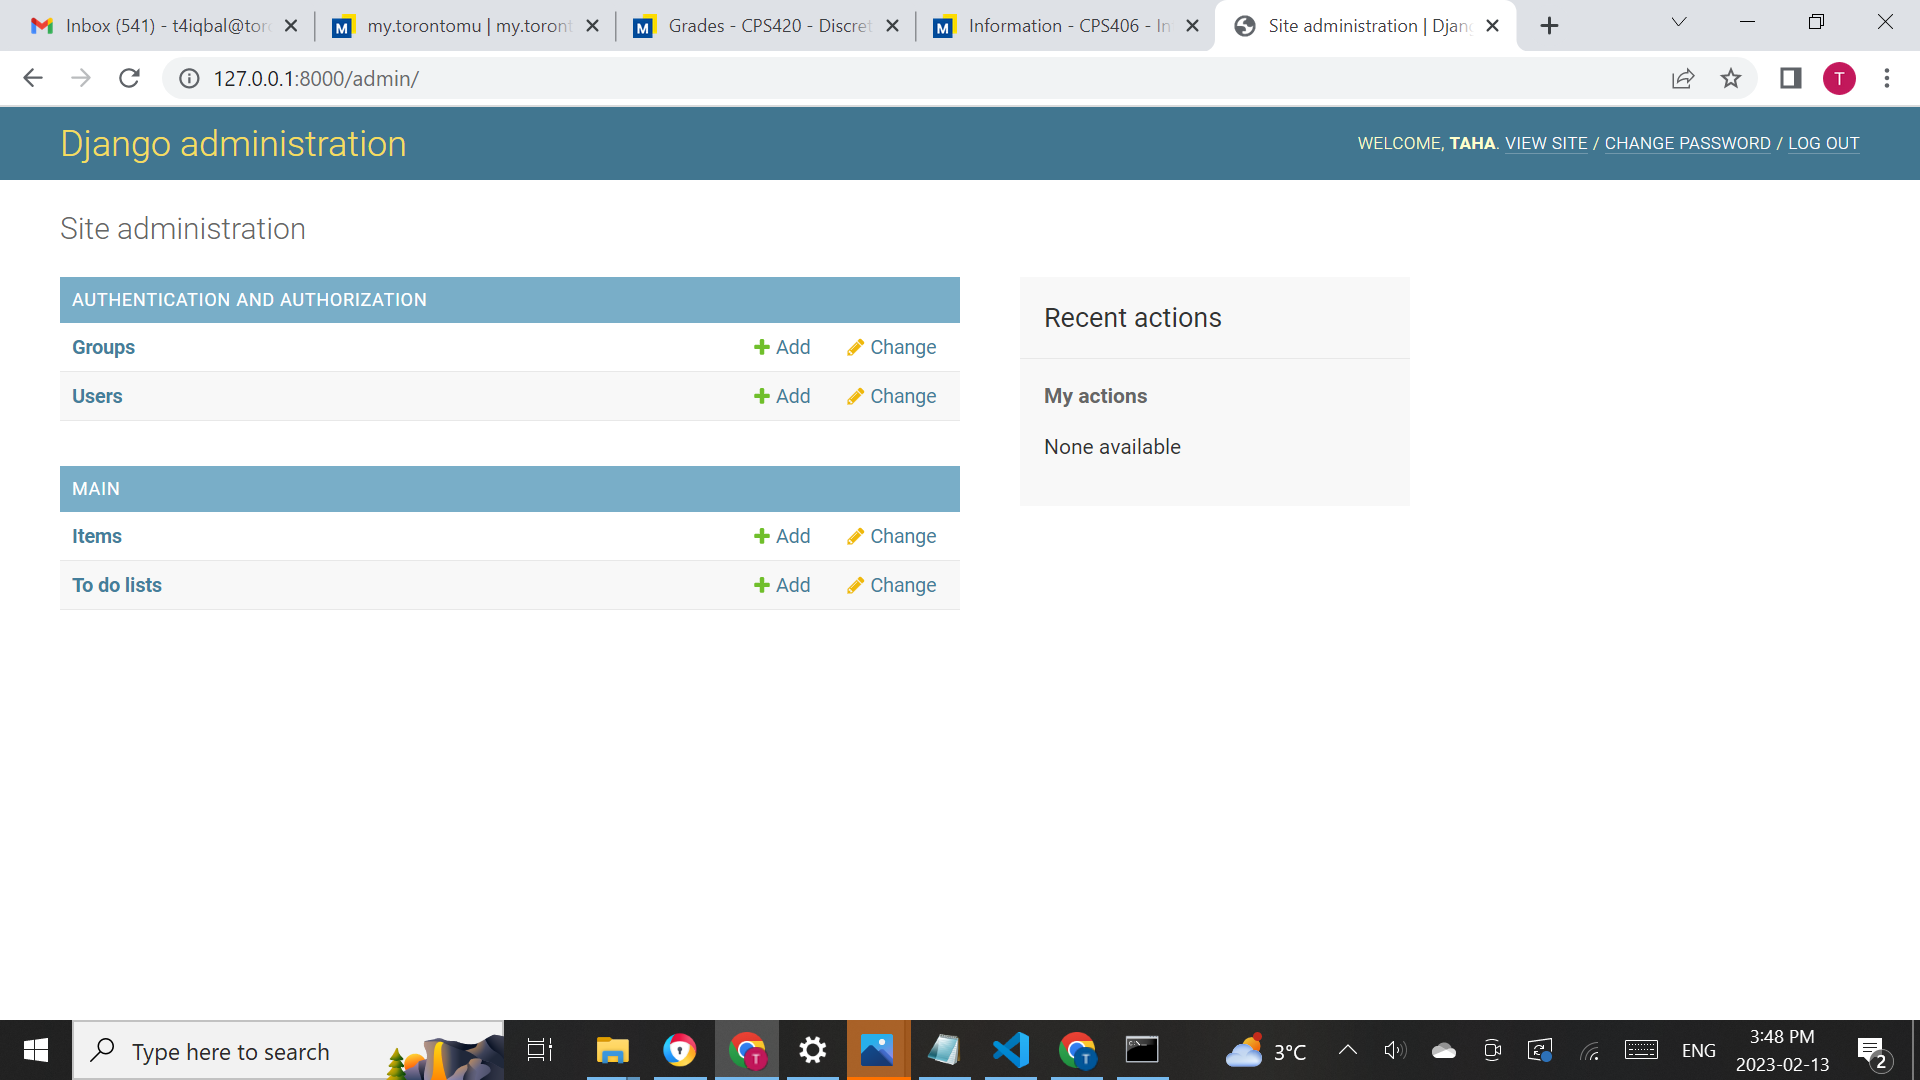 Inbox (541) - t4iqbal@toro
my.torontomu | my.toront
Grades - CPS420 - Discret
Information - CPS406 - In
Site administration | Djang
127.0.0.1:8000/admin/
T
Django administration
WELCOME, TAHA. VIEW SITE / CHANGE PASSWORD / LOG OUT
Site administration
AUTHENTICATION AND AUTHORIZATION
Groups Add Change
Users Add Change
MAIN
Items Add Change
To do lists Add Change
Recent actions
My actions
None available
Type here to search
3°C
ENG
3:48 PM
2023-02-13
2